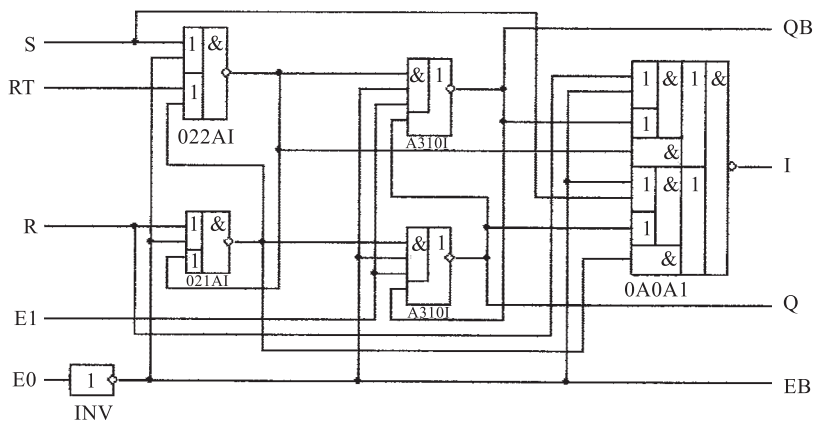 S
RT
R
E1
E0
1 &
1
022AI
1 &
1
021AI
1
INV
& 1
A310I
& 1
A310I
1 & 1 &
1
&
1 & 1
1
&
0A0A1
QB
I
Q
EB